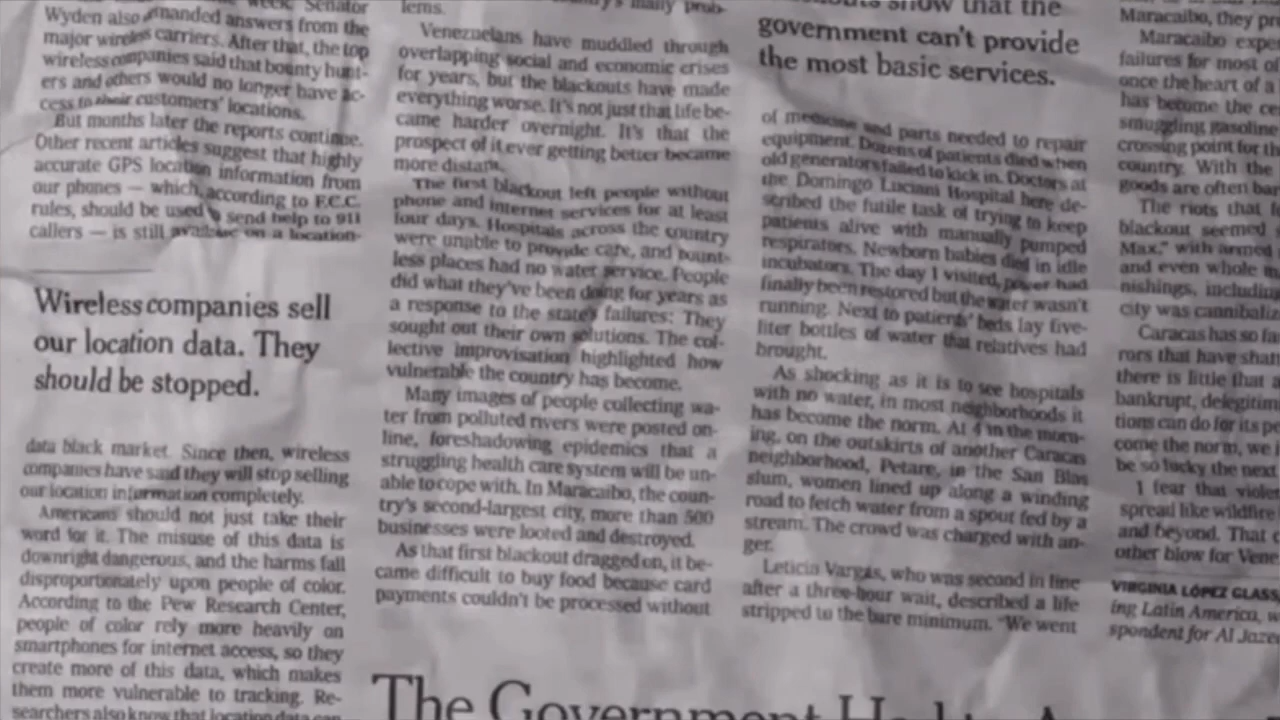 week, Senator
Wyden also demanded answers from the
major wireless carriers. After that, the top
wireless companies said that bounty hunt-
ers and others would no longer have ac-
cess to their customers' locations.
But months later the reports continue.
Other recent articles suggest that highly
accurate GPS location information from
our phones — which, according to F.C.C.
rules, should be used to send help to 911
callers — is still available on a location-
Wireless companies sell
our location data. They
should be stopped.
data black market. Since then, wireless
companies have said they will stop selling
our location information completely.
Americans should not just take their
word for it. The misuse of this data is
downright dangerous, and the harms fall
disproportionately upon people of color.
According to the Pew Research Center,
people of color rely more heavily on
smartphones for internet access, so they
create more of this data, which makes
them more vulnerable to tracking. Re-
searchers also know that location data can
many prob-
lems.
Venezuelans have muddled through
overlapping social and economic crises
for years, but the blackouts have made
everything worse. It's not just that life be-
came harder overnight. It's that the
prospect of it ever getting better became
more distant.
The first blackout left people without
phone and internet services for at least
four days. Hospitals across the country
were unable to provide care, and count-
less places had no water service. People
did what they've been doing for years as
a response to the state's failures: They
sought out their own solutions. The col-
lective improvisation highlighted how
vulnerable the country has become.
Many images of people collecting wa-
ter from polluted rivers were posted on-
line, foreshadowing epidemics that a
struggling health care system will be un-
able to cope with. In Maracaibo, the coun-
try's second-largest city, more than 500
businesses were looted and destroyed.
As that first blackout dragged on, it be-
came difficult to buy food because card
payments couldn't be processed without
show that the
government can't provide
the most basic services.
of medicine and parts needed to repair
equipment. Dozens of patients died when
old generators failed to kick in. Doctors at
the Domingo Luciani Hospital here de-
scribed the futile task of trying to keep
patients alive with manually pumped
respirators. Newborn babies died in idle
incubators. The day I visited, power had
finally been restored but the water wasn't
running. Next to patients' beds lay five-
liter bottles of water that relatives had
brought.
As shocking as it is to see hospitals
with no water, in most neighborhoods it
has become the norm. At 4 in the morn-
ing, on the outskirts of another Caracas
neighborhood, Petare, in the San Blas
slum, women lined up along a winding
road to fetch water from a spout fed by a
stream. The crowd was charged with an-
ger.
Leticia Vargas, who was second in line
after a three-hour wait, described a life
stripped to the bare minimum. "We went
Maracaibo, they
Maracaibo
failures for most of
once the heart of a
has become the
smuggling gasoline
crossing point for
country. With the
goods are often
The riots that
blackout seemed
Max," with armed
and even whole
nishings, including
city was
Caracas has so
rors that have
there is little that
bankrupt,
tions can do for its
come the norm, we
be so lucky the next
I fear that
spread like wildfire
and beyond. That
other blow for
VIRGINIA LÓPEZ GLASS
ing Latin America,
spondent for Al
The Government